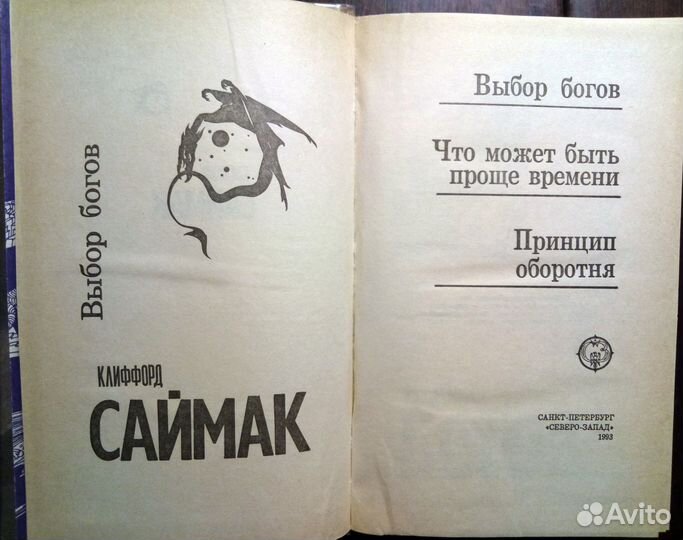 Выбор богов
КЛИФФОРД
САЙМАК
Выбор богов
Что может быть
проще времени
Принцип
оборотня
САНКТ-ПЕТЕРБУРГ
«СЕВЕРО-ЗАПАД»
1993
Avito